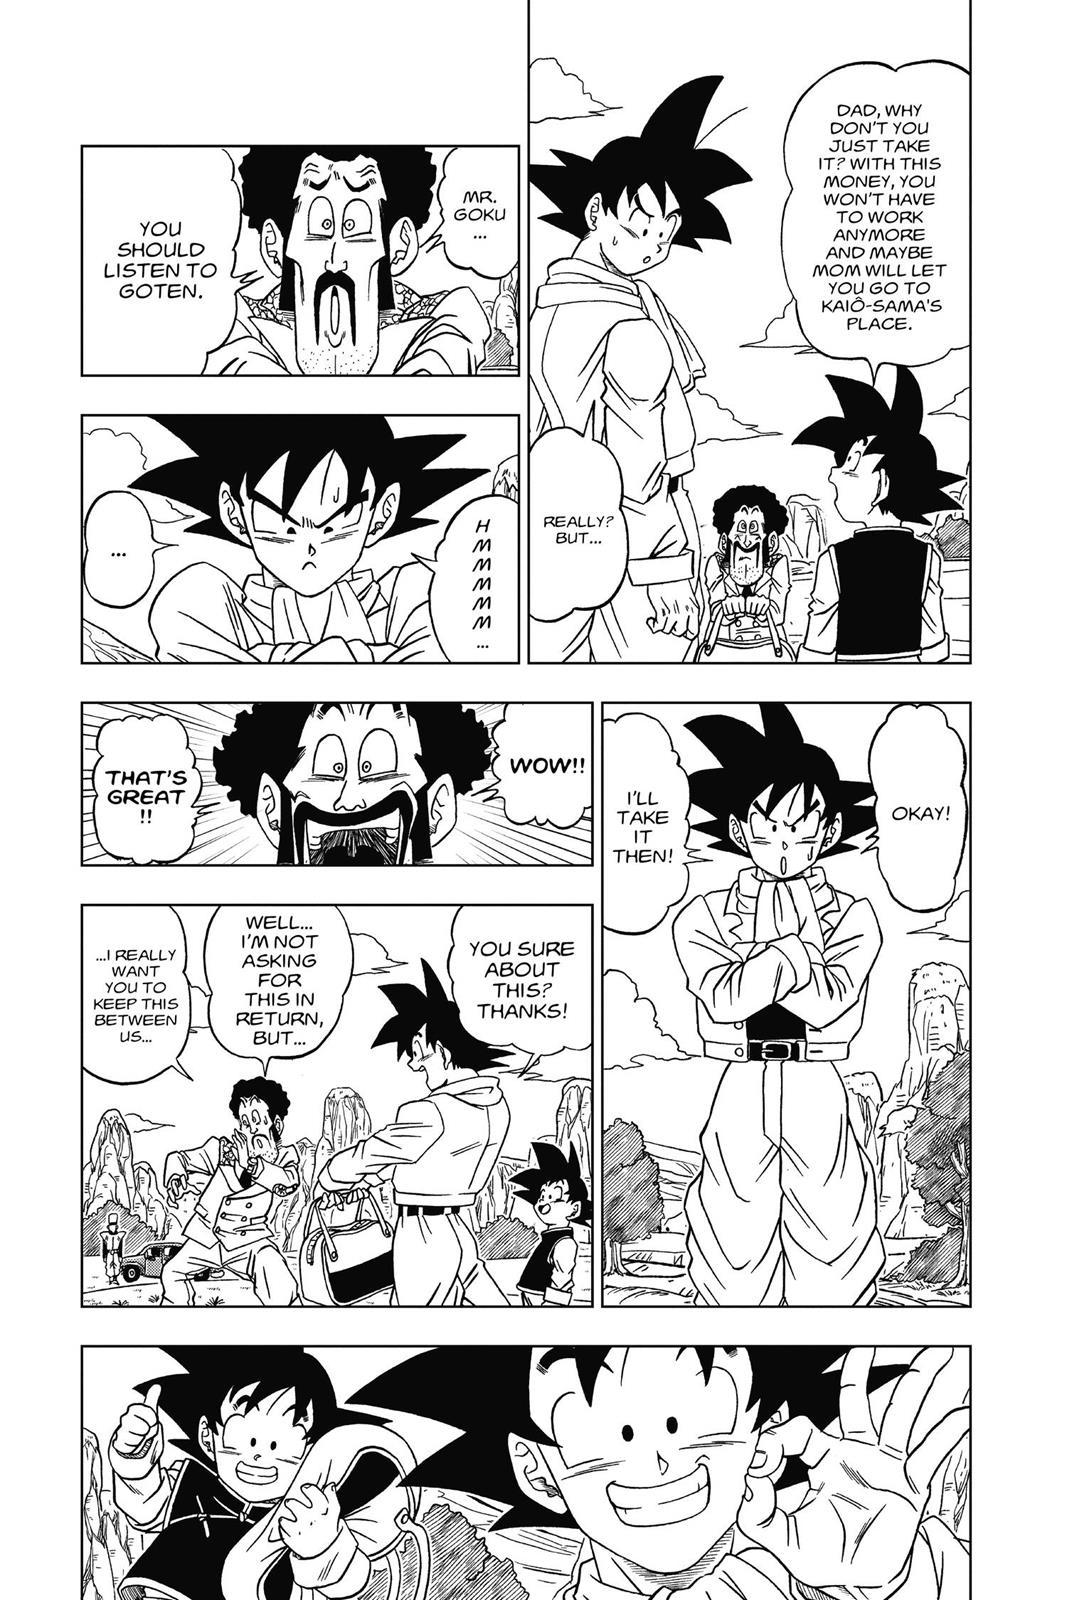 DAD, WHY
DON'T YOU
JUST TAKE
IT? WITH THIS
MONEY, YOU
WON'T HAVE
TO WORK
ANYMORE
AND MAYBE
MOM WILL LET
YOU GO TO
KAIÔ-SAMA'S
PLACE.
REALLY?
BUT...
MR.
GOKU
...
YOU
SHOULD
LISTEN TO
GOTEN.
HMMMM...
...
OKAY!
I'LL
TAKE
IT
THEN!
WOW!!
THAT'S
GREAT
!!
YOU SURE
ABOUT
THIS?
THANKS!
WELL...
I'M NOT
ASKING
FOR
THIS IN
RETURN,
BUT...
...I REALLY
WANT
YOU TO
KEEP THIS
BETWEEN
US...